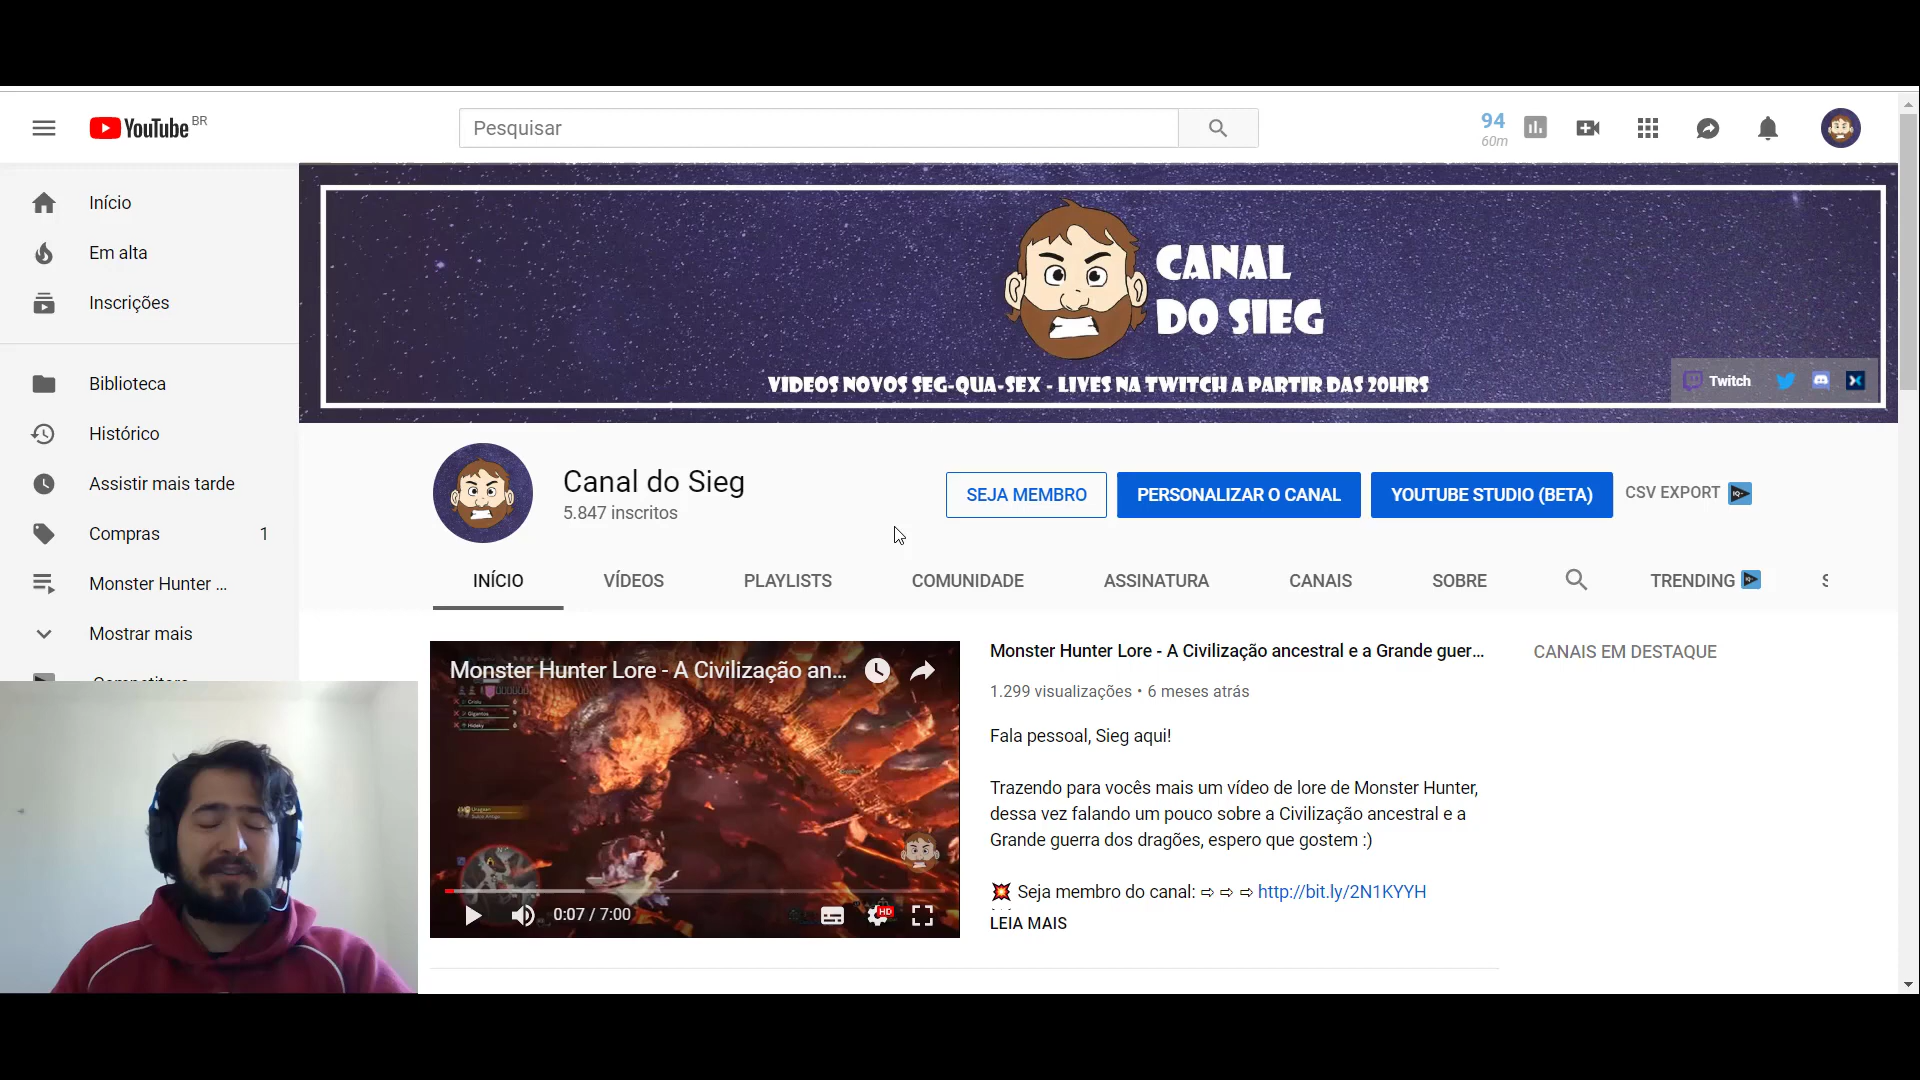 YouTube BR
Pesquisar
94
60m
Início
Em alta
Inscrições
Biblioteca
Histórico
Assistir mais tarde
Compras 1
Monster Hunter ...
Mostrar mais
CANAL
DO SIEG
VIDEOS NOVOS SEG-QUA-SEX - LIVES NA TWITCH A PARTIR DAS 20HRS
Twitch
Canal do Sieg
5.847 inscritos
SEJA MEMBRO
PERSONALIZAR O CANAL
YOUTUBE STUDIO (BETA)
CSV EXPORT
INÍCIO
VÍDEOS
PLAYLISTS
COMUNIDADE
ASSINATURA
CANAIS
SOBRE
TRENDING
Monster Hunter Lore - A Civilização an...
0:07 / 7:00
HD
Monster Hunter Lore - A Civilização ancestral e a Grande guer...
1.299 visualizações • 6 meses atrás
Fala pessoal, Sieg aqui!
Trazendo para vocês mais um vídeo de lore de Monster Hunter,
dessa vez falando um pouco sobre a Civilização ancestral e a
Grande guerra dos dragões, espero que gostem :)
Seja membro do canal: ⇨ ⇨ ⇨ http://bit.ly/2N1KYYH
LEIA MAIS
CANAIS EM DESTAQUE